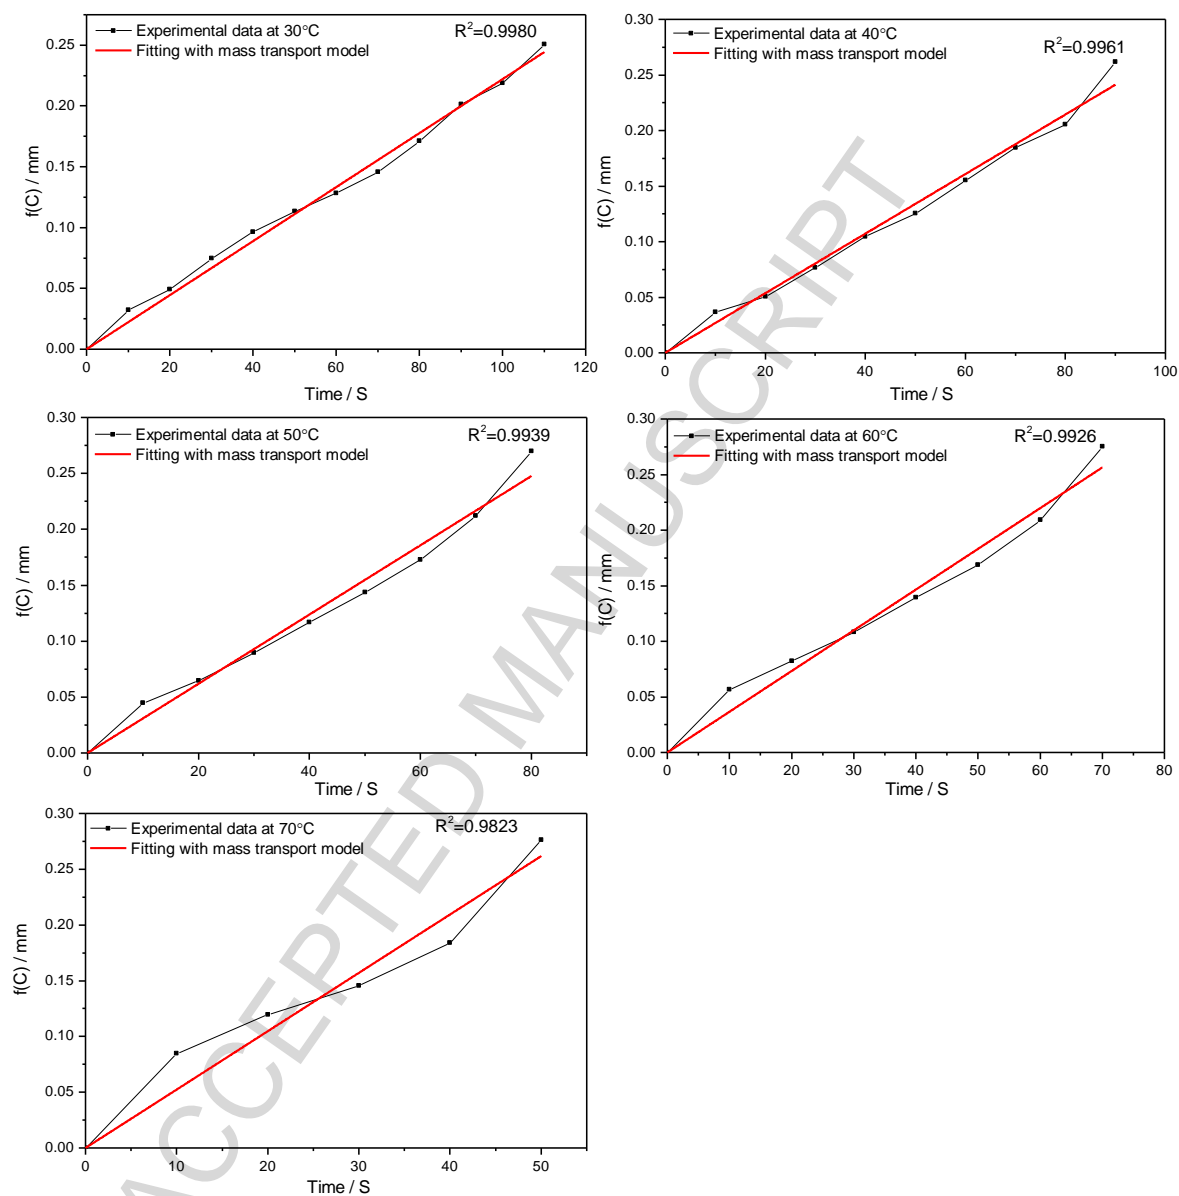 Experimental data at 30°C
Fitting with mass transport model
R²=0.9980
f(C) / mm
0.25
0.20
0.15
0.10
0.05
0.00
0 20 40 60 80 100 120
Time / S
Experimental data at 40°C
Fitting with mass transport model
R²=0.9961
f(C) / mm
0.30
0.25
0.20
0.15
0.10
0.05
0.00
0 20 40 60 80 100
Time / S
Experimental data at 50°C
Fitting with mass transport model
R²=0.9939
f(C) / mm
0.30
0.25
0.20
0.15
0.10
0.05
0.00
0 20 40 60 80
Time / S
Experimental data at 60°C
Fitting with mass transport model
R²=0.9926
f(C) / mm
0.30
0.25
0.20
0.15
0.10
0.05
0.00
0 10 20 30 40 50 60 70 80
Time / S
Experimental data at 70°C
Fitting with mass transport model
R²=0.9823
f(C) / mm
0.30
0.25
0.20
0.15
0.10
0.05
0.00
0 10 20 30 40 50
Time / S
ACCEPTED MANUSCRIPT